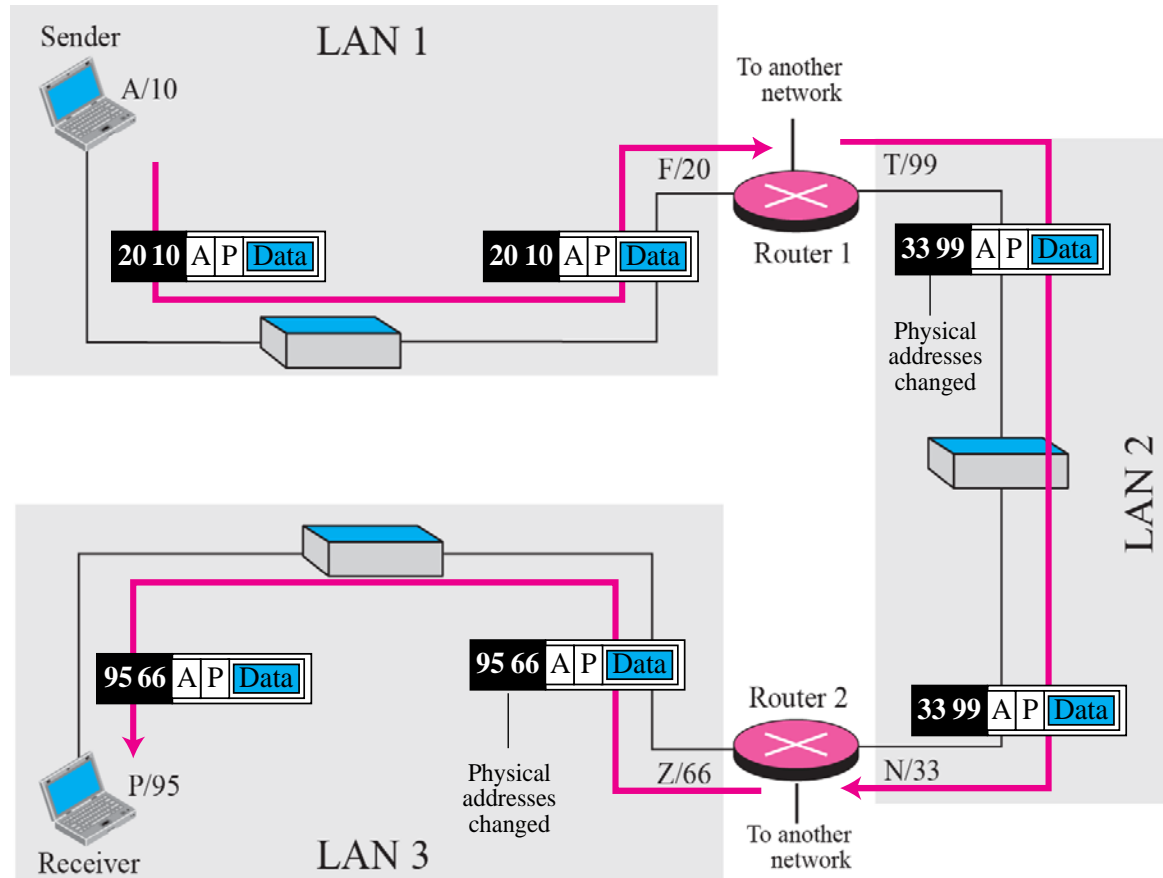 Sender
LAN 1
A/10
To another
network
F/20
T/99
20 10 A P Data
20 10 A P Data
Router 1
33 99 A P Data
Physical
addresses
changed
LAN 2
95 66 A P Data
95 66 A P Data
Router 2
33 99 A P Data
P/95
Physical
addresses
changed
Z/66
N/33
To another
network
Receiver
LAN 3